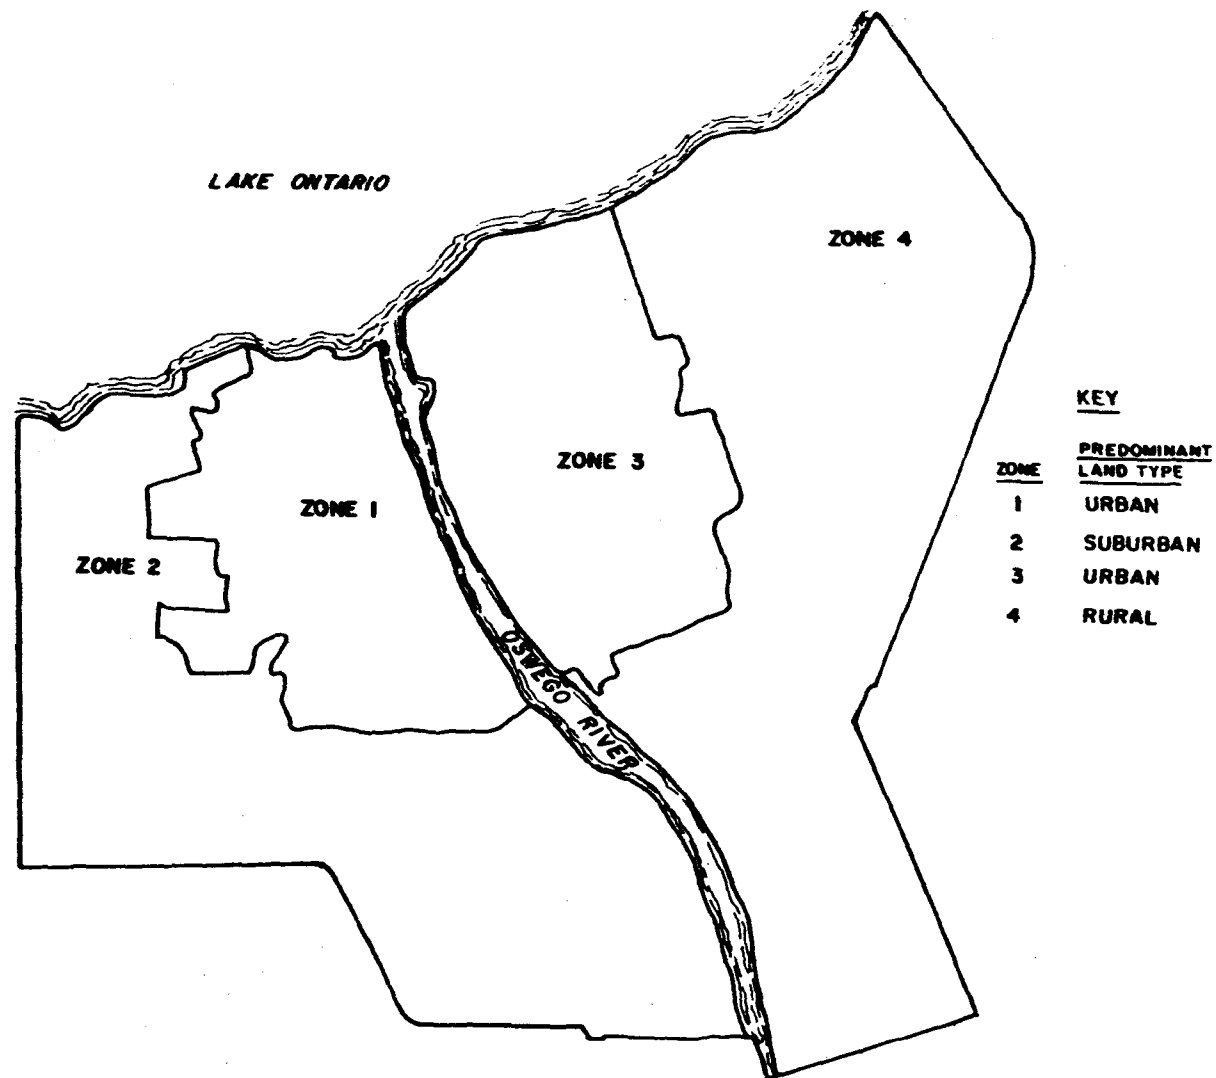 LAKE ONTARIO
ZONE 4
ZONE 3
ZONE 1
ZONE 2
OSWEGO RIVER
KEY
ZONE PREDOMINANT LAND TYPE
1 URBAN
2 SUBURBAN
3 URBAN
4 RURAL